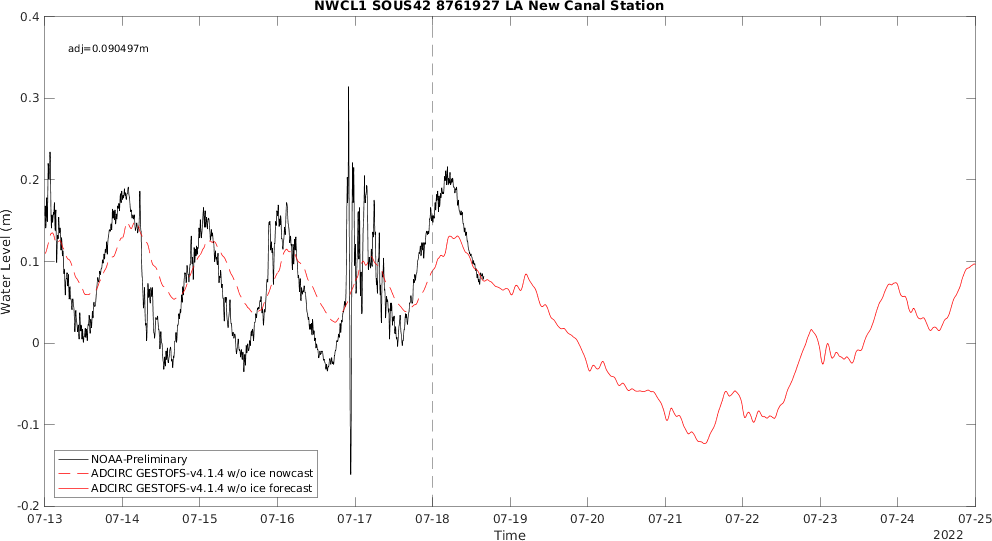 NWCL1 SOUS42 8761927 LA New Canal Station
adj=0.090497m
0.4
0.3
0.2
0.1
0
-0.1
-0.2
Water Level (m)
NOAA-Preliminary
ADCIRC GESTOFS-v4.1.4 w/o ice nowcast
ADCIRC GESTOFS-v4.1.4 w/o ice forecast
07-13 07-14 07-15 07-16 07-17 07-18 07-19 07-20 07-21 07-22 07-23 07-24 07-25
Time
2022